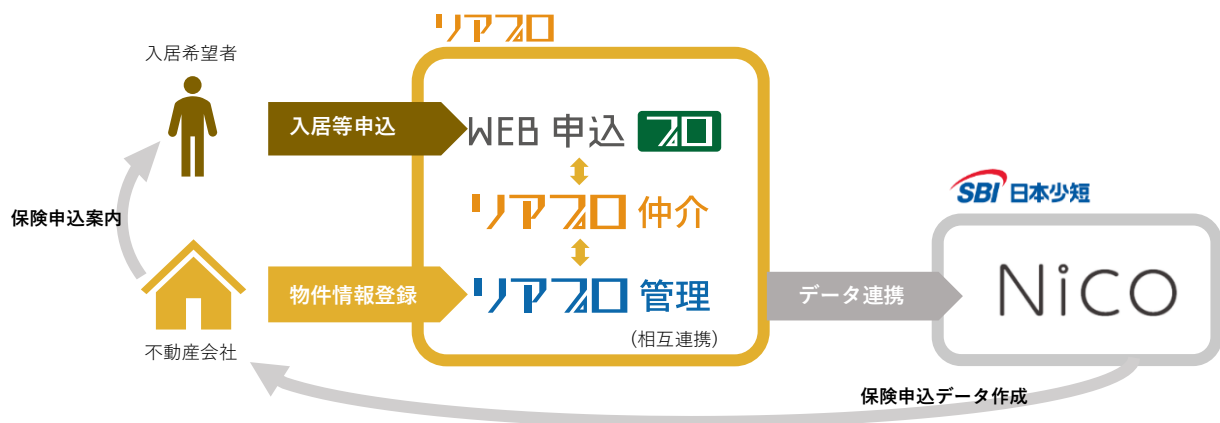 リアプロ
入居希望者
入居等申込
WEB 申込 プロ
保険申込案内
リアプロ 仲介
SBI 日本少短
物件情報登録
リアプロ 管理
データ連携
NiCO
(相互連携)
不動産会社
保険申込データ作成